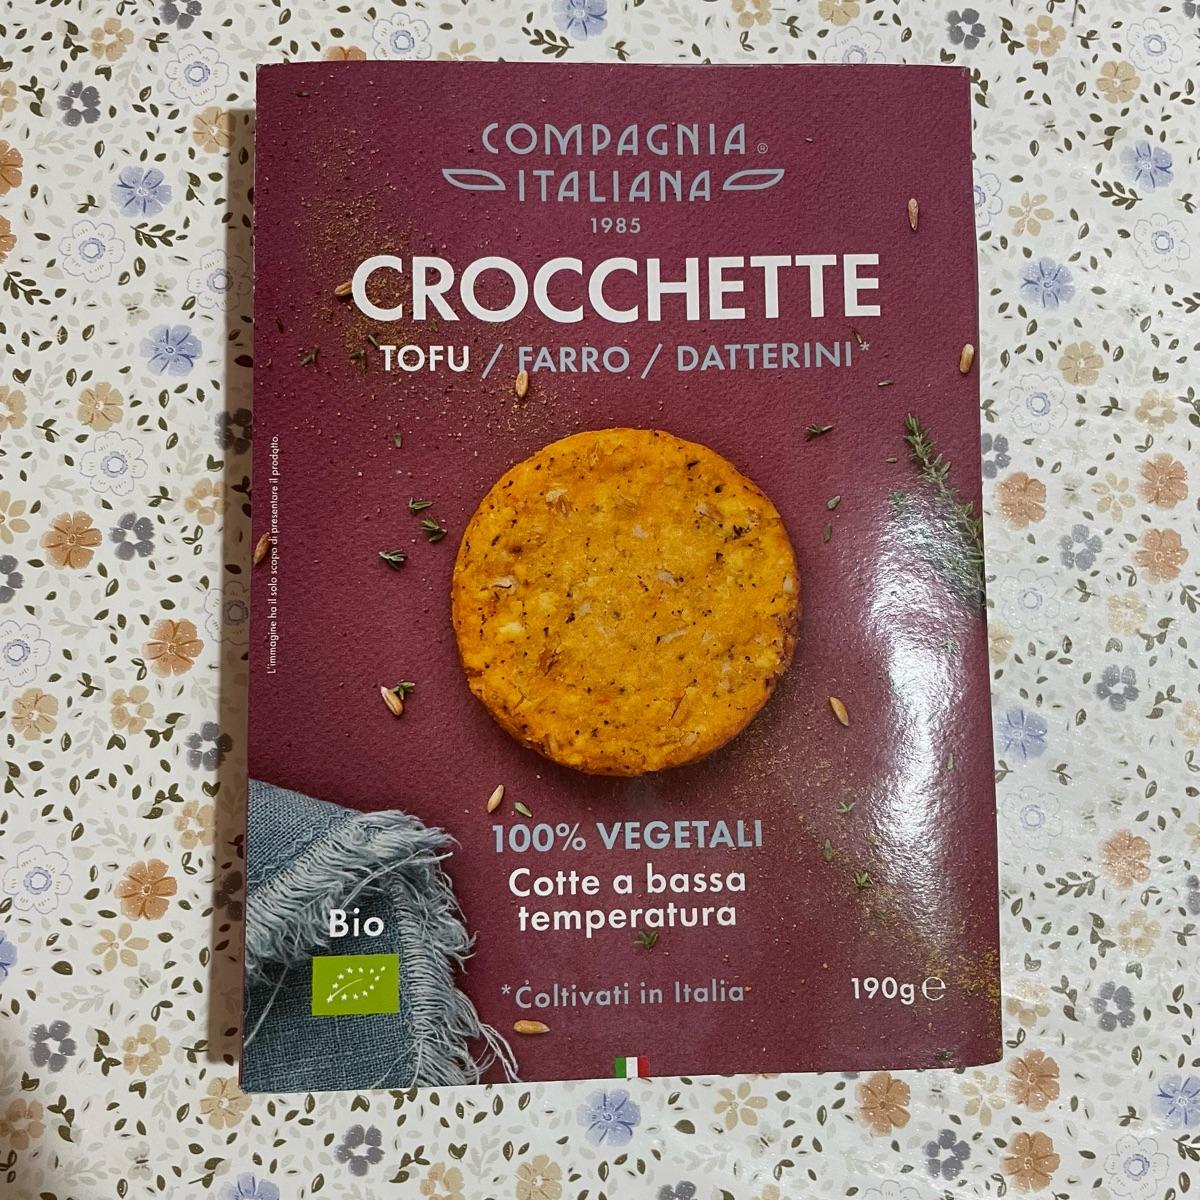 COMPAGNIA®
ITALIANA
1985
CROCCHETTE
TOFU / FARRO / DATTERINI*
L'immagine ha il solo scopo di presentare il prodotto.
100% VEGETALI
Cotte a bassa
temperatura
Bio
*Coltivati in Italia
190g ℮